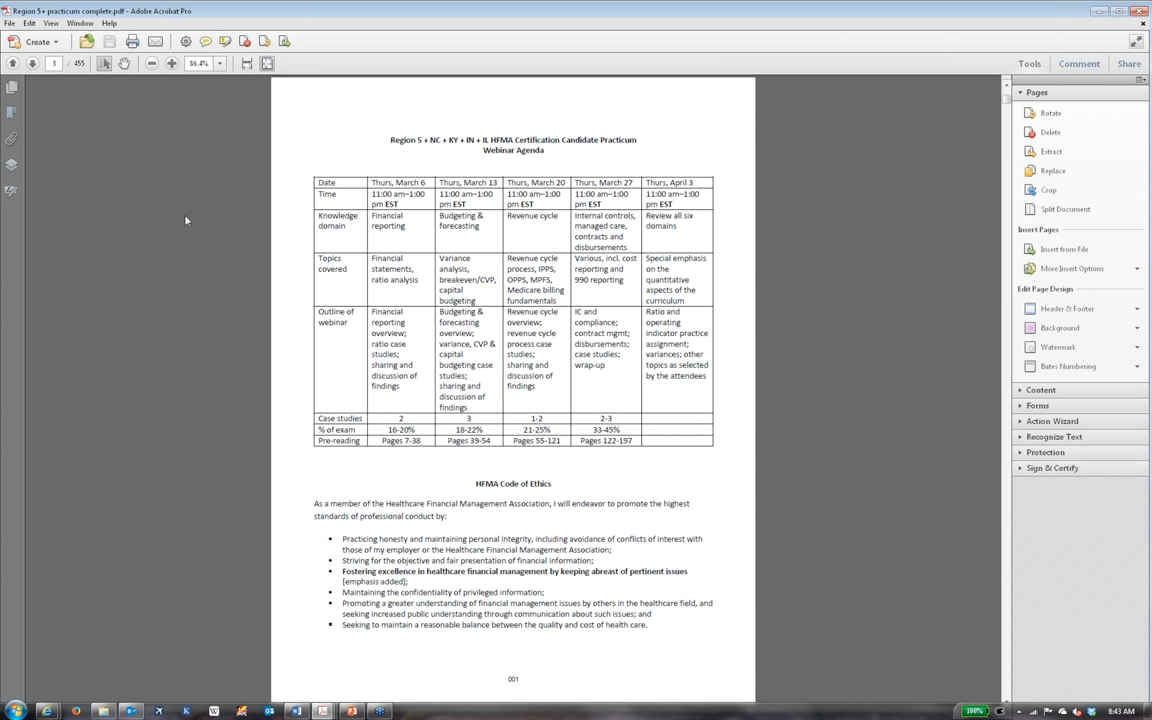 Region 5+ practicum complete.pdf - Adobe Acrobat Pro
File Edit View Window Help
Create
3 / 455 86.4% Tools Comment Share
Pages
Rotate
Delete
Extract
Replace
Crop
Split Document
Insert Pages
Insert from File
More Insert Options
Edit Page Design
Header & Footer
Background
Watermark
Bates Numbering
Content
Forms
Action Wizard
Recognize Text
Protection
Sign & Certify
Region 5 + NC + KY + IN + IL HFMA Certification Candidate Practicum
Webinar Agenda
Date Thurs, March 6 Thurs, March 13 Thurs, March 20 Thurs, March 27 Thurs, April 3
Time 11:00 am–1:00 11:00 am–1:00 11:00 am–1:00 11:00 am–1:00 11:00 am–1:00
pm EST pm EST pm EST pm EST pm EST
Knowledge Financial Budgeting & Revenue cycle Internal controls, Review all six
domain reporting forecasting managed care, domains
contracts and
disbursements
Topics Financial Variance Revenue cycle Various, incl. cost Special emphasis
covered statements, analysis, process, IPPS, reporting and on the
ratio analysis breakeven/CVP, OPPS, MPFS, 990 reporting quantitative
capital Medicare billing aspects of the
budgeting fundamentals curriculum
Outline of Financial Budgeting & Revenue cycle IC and Ratio and
webinar reporting forecasting overview; compliance; operating
overview; overview; revenue cycle contract mgmt; indicator practice
ratio case variance, CVP & process case disbursements; assignment;
studies; capital studies; case studies; variances; other
sharing and budgeting case sharing and wrap-up topics as selected
discussion of studies; discussion of by the attendees
findings sharing and findings
discussion of
findings
Case studies 2 3 1-2 2-3
% of exam 16-20% 18-22% 21-25% 33-45%
Pre-reading Pages 7-38 Pages 39-54 Pages 55-121 Pages 122-197
HFMA Code of Ethics
As a member of the Healthcare Financial Management Association, I will endeavor to promote the highest
standards of professional conduct by:
▪ Practicing honesty and maintaining personal integrity, including avoidance of conflicts of interest with
those of my employer or the Healthcare Financial Management Association;
▪ Striving for the objective and fair presentation of financial information;
▪ Fostering excellence in healthcare financial management by keeping abreast of pertinent issues
[emphasis added];
▪ Maintaining the confidentiality of privileged information;
▪ Promoting a greater understanding of financial management issues by others in the healthcare field, and
seeking increased public understanding through communication about such issues; and
▪ Seeking to maintain a reasonable balance between the quality and cost of health care.
001
100% 8:43 AM